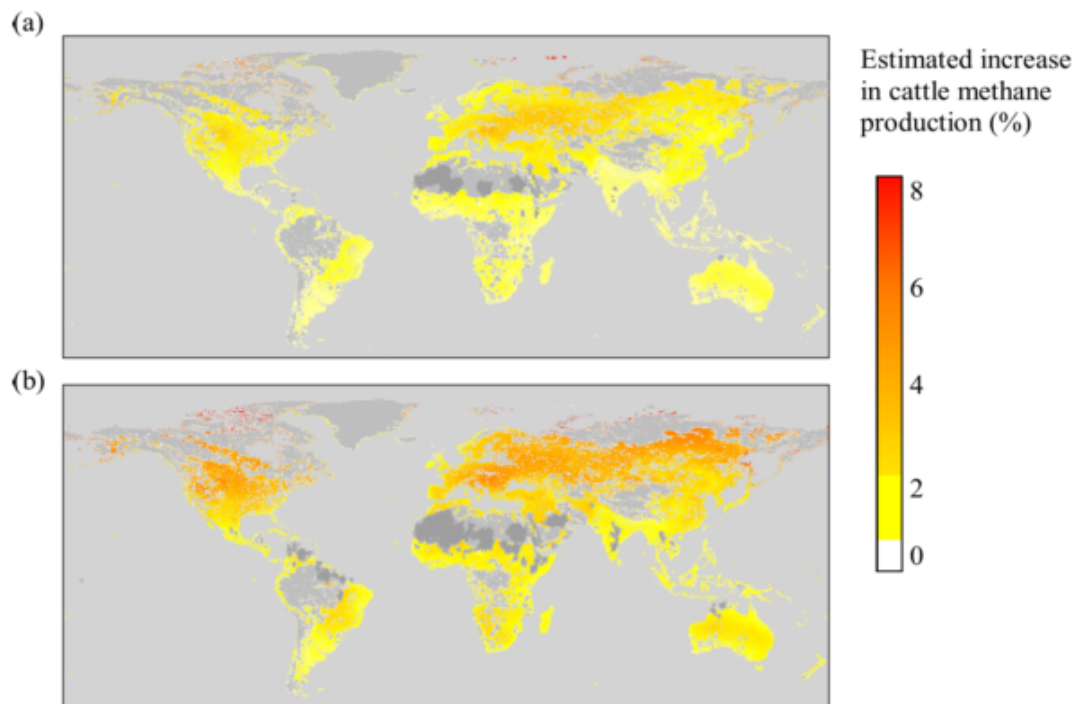 (a)
Estimated increase
in cattle methane
production (%)
8
6
4
2
0
(b)